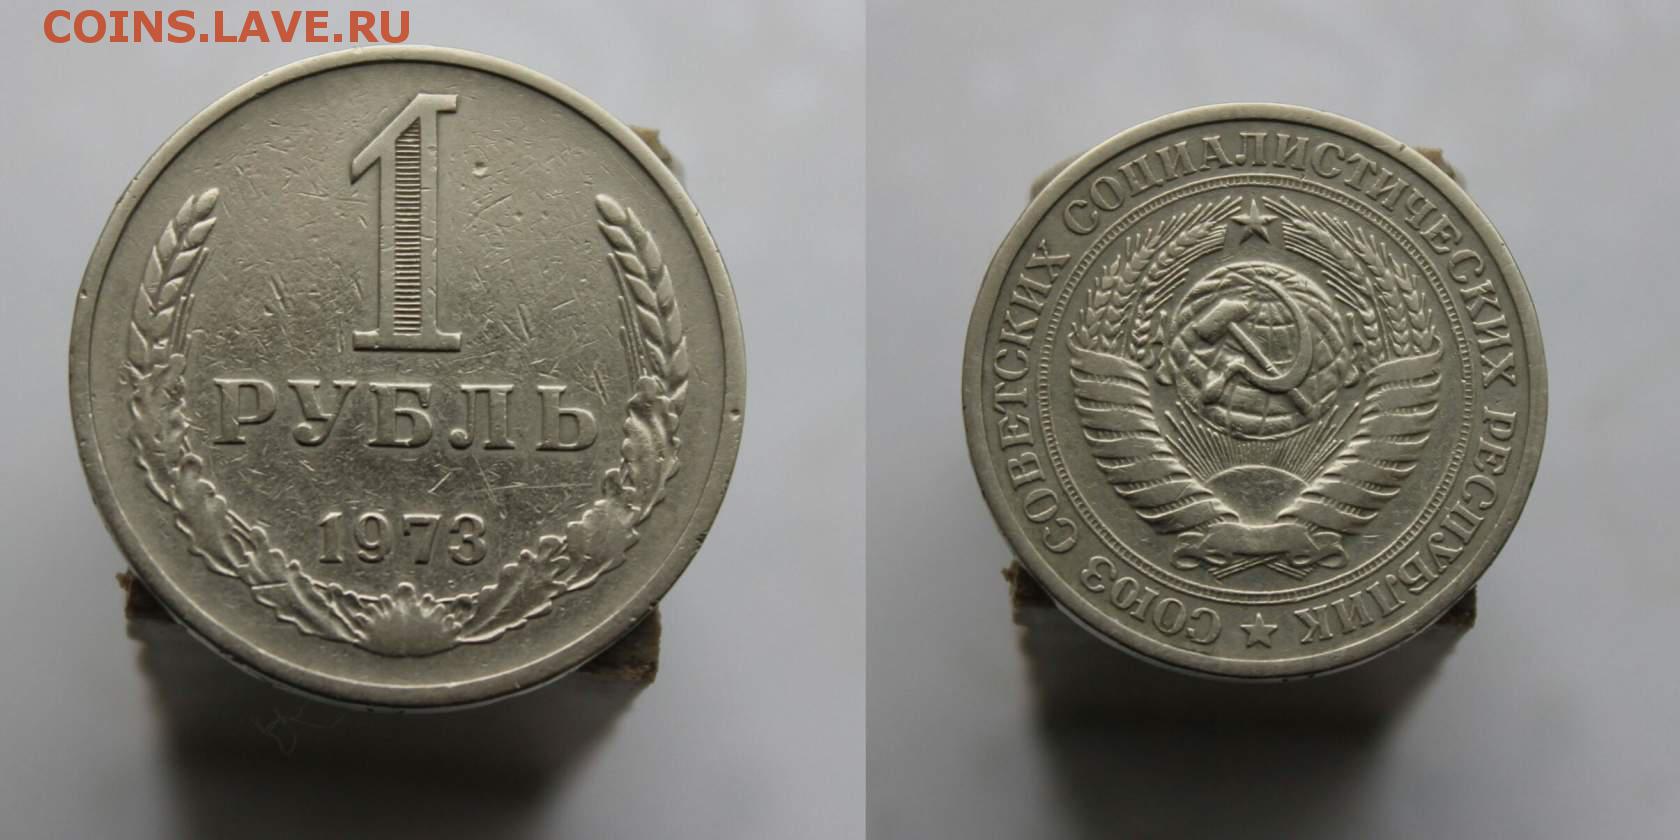 COINS.LAVE.RU
1
РУБЛЬ
1973
СОЮЗ СОВЕТСКИХ СОЦИАЛИСТИЧЕСКИХ РЕСПУБЛИК